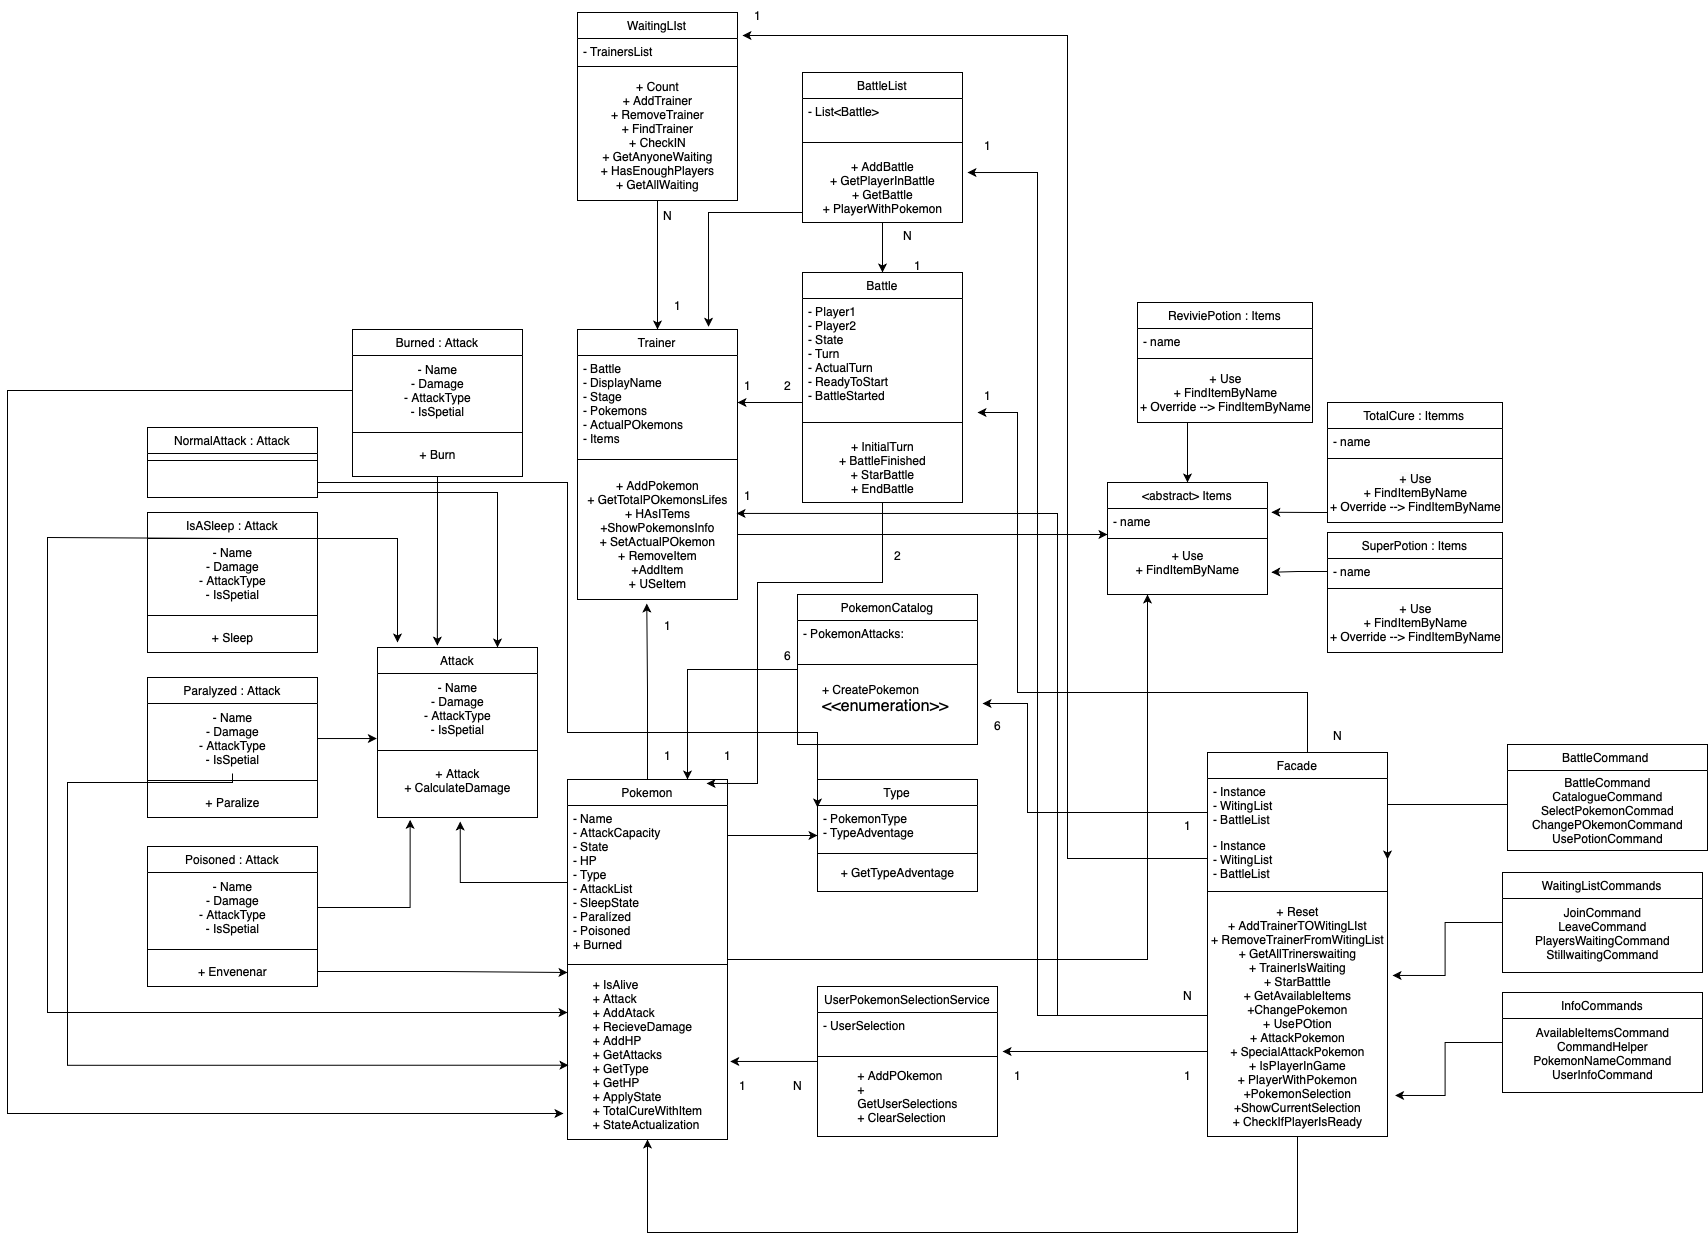 WaitingLIst
- TrainersList
+ Count
+ AddTrainer
+ RemoveTrainer
+ FindTrainer
+ CheckIN
+ GetAnyoneWaiting
+ HasEnoughPlayers
+ GetAllWaiting
1
N
1
BattleList
- List<Battle>
+ AddBattle
+ GetPlayerInBattle
+ GetBattle
+ PlayerWithPokemon
1
N
1
Battle
- Player1
- Player2
- State
- Turn
- ActualTurn
- ReadyToStart
- BattleStarted
+ InitialTurn
+ BattleFinished
+ StarBattle
+ EndBattle
1
2
1
2
Trainer
- Battle
- DisplayName
- Stage
- Pokemons
- ActualPOkemons
- Items
+ AddPokemon
+ GetTotalPOkemonsLifes
+ HAsITems
+ShowPokemonsInfo
+ SetActualPOkemon
+ RemoveItem
+AddItem
+ USeItem
1
1
ReviviePotion : Items
- name
+ Use
+ FindItemByName
+ Override --> FindItemByName
TotalCure : Itemms
- name
+ Use
+ FindItemByName
+ Override --> FindItemByName
<abstract> Items
- name
+ Use
+ FindItemByName
SuperPotion : Items
- name
+ Use
+ FindItemByName
+ Override --> FindItemByName
Burned : Attack
- Name
- Damage
- AttackType
- IsSpetial
+ Burn
NormalAttack : Attack
IsASleep : Attack
- Name
- Damage
- AttackType
- IsSpetial
+ Sleep
Paralyzed : Attack
- Name
- Damage
- AttackType
- IsSpetial
+ Paralize
Poisoned : Attack
- Name
- Damage
- AttackType
- IsSpetial
+ Envenenar
Attack
- Name
- Damage
- AttackType
- IsSpetial
+ Attack
+ CalculateDamage
PokemonCatalog
- PokemonAttacks:
+ CreatePokemon
<<enumeration>>
6
6
1
1
Pokemon
- Name
- AttackCapacity
- State
- HP
- Type
- AttackList
- SleepState
- Paralized
- Poisoned
+ Burned
+ IsAlive
+ Attack
+ AddAtack
+ RecieveDamage
+ AddHP
+ GetAttacks
+ GetType
+ GetHP
+ ApplyState
+ TotalCureWithItem
+ StateActualization
Type
- PokemonType
- TypeAdventage
+ GetTypeAdventage
UserPokemonSelectionService
- UserSelection
+ AddPOkemon
+
GetUserSelections
+ ClearSelection
1
N
1
1
N
1
N
Facade
- Instance
- WitingList
- BattleList
- Instance
- WitingList
- BattleList
+ Reset
+ AddTrainerTOWitingLIst
+ RemoveTrainerFromWitingList
+ GetAllTrinerswaiting
+ TrainerIsWaiting
+ StarBatttle
+ GetAvailableItems
+ChangePokemon
+ UsePOtion
+ AttackPokemon
+ SpecialAttackPokemon
+ IsPlayerInGame
+ PlayerWithPokemon
+PokemonSelection
+ShowCurrentSelection
+ CheckIfPlayerIsReady
BattleCommand
BattleCommand
CatalogueCommand
SelectPokemonCommad
ChangePOkemonCommand
UsePotionCommand
WaitingListCommands
JoinCommand
LeaveCommand
PlayersWaitingCommand
StillwaitingCommand
InfoCommands
AvailableItemsCommand
CommandHelper
PokemonNameCommand
UserInfoCommand